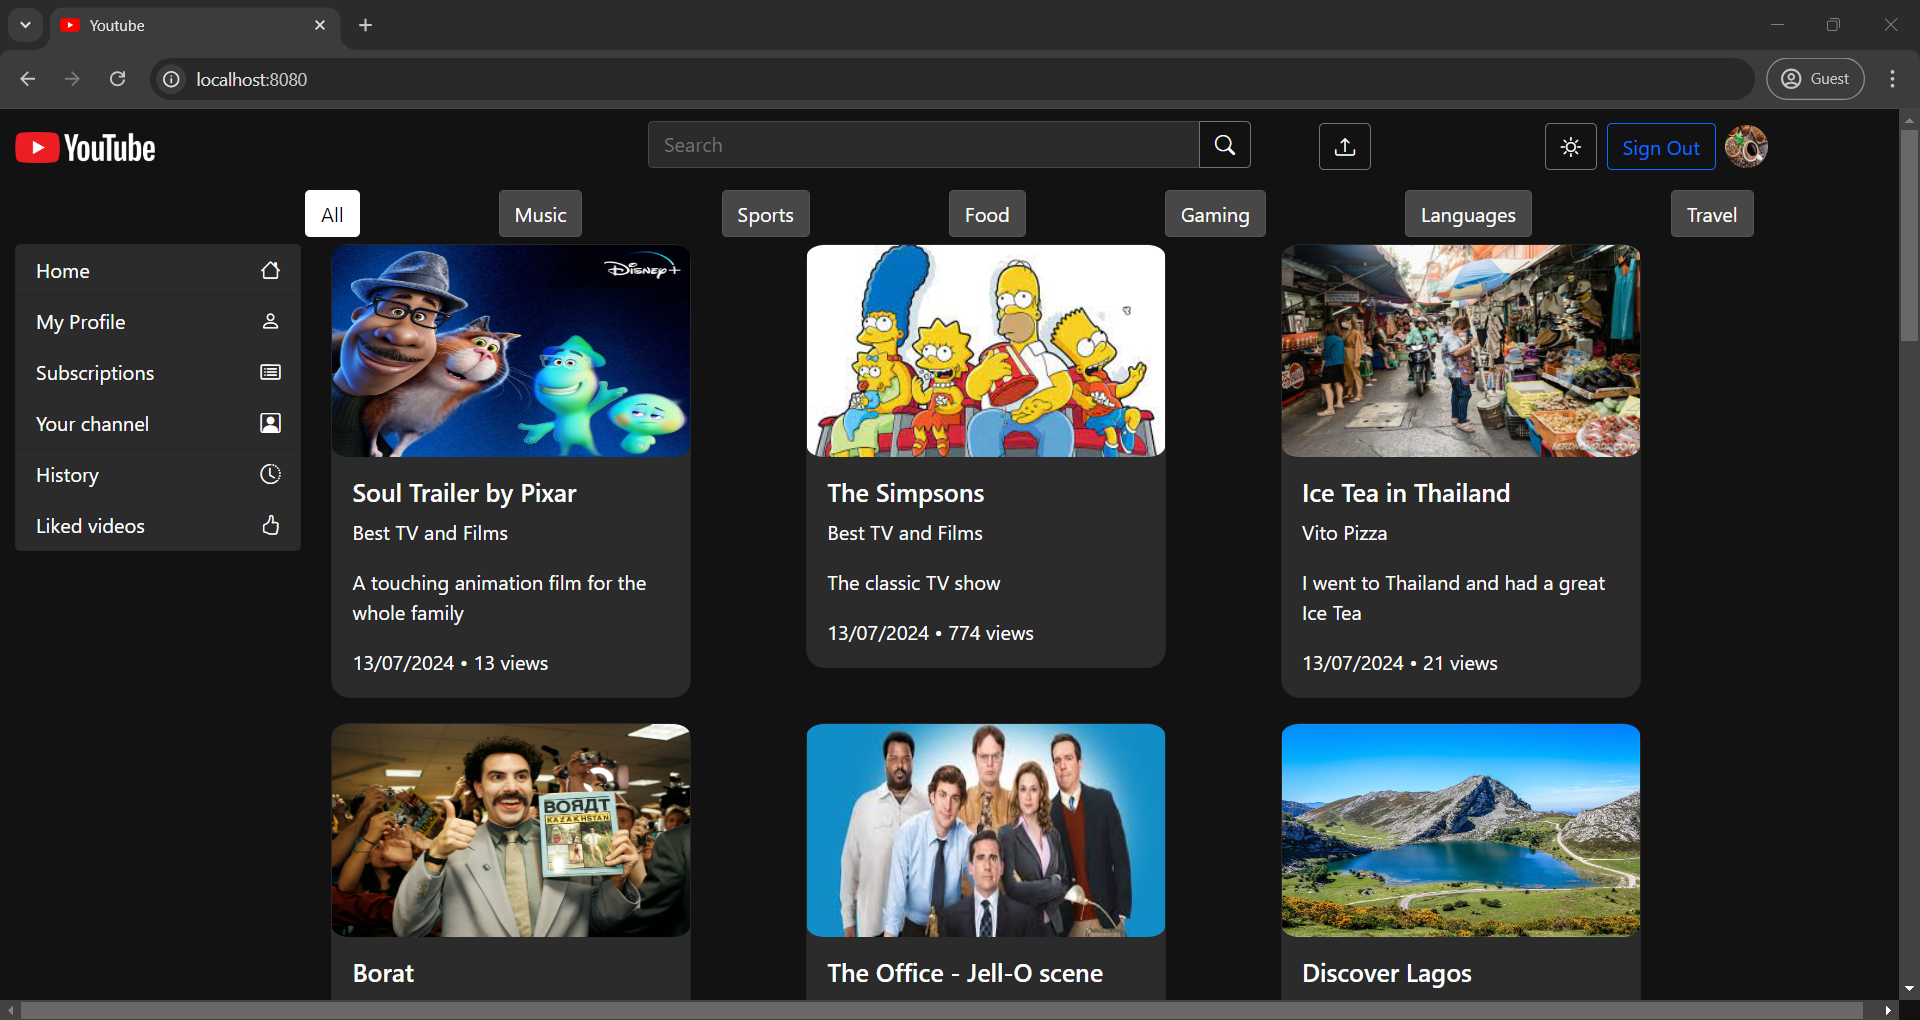 Youtube
localhost:8080
Guest
YouTube
Search
Sign Out
All
Music
Sports
Food
Gaming
Languages
Travel
Home
My Profile
Subscriptions
Your channel
History
Liked videos
Disney+
Soul Trailer by Pixar
Best TV and Films
A touching animation film for the
whole family
13/07/2024 • 13 views
The Simpsons
Best TV and Films
The classic TV show
13/07/2024 • 774 views
Ice Tea in Thailand
Vito Pizza
I went to Thailand and had a great
Ice Tea
13/07/2024 • 21 views
BORAT
KAZAKHSTAN
Borat
The Office - Jell-O scene
Discover Lagos